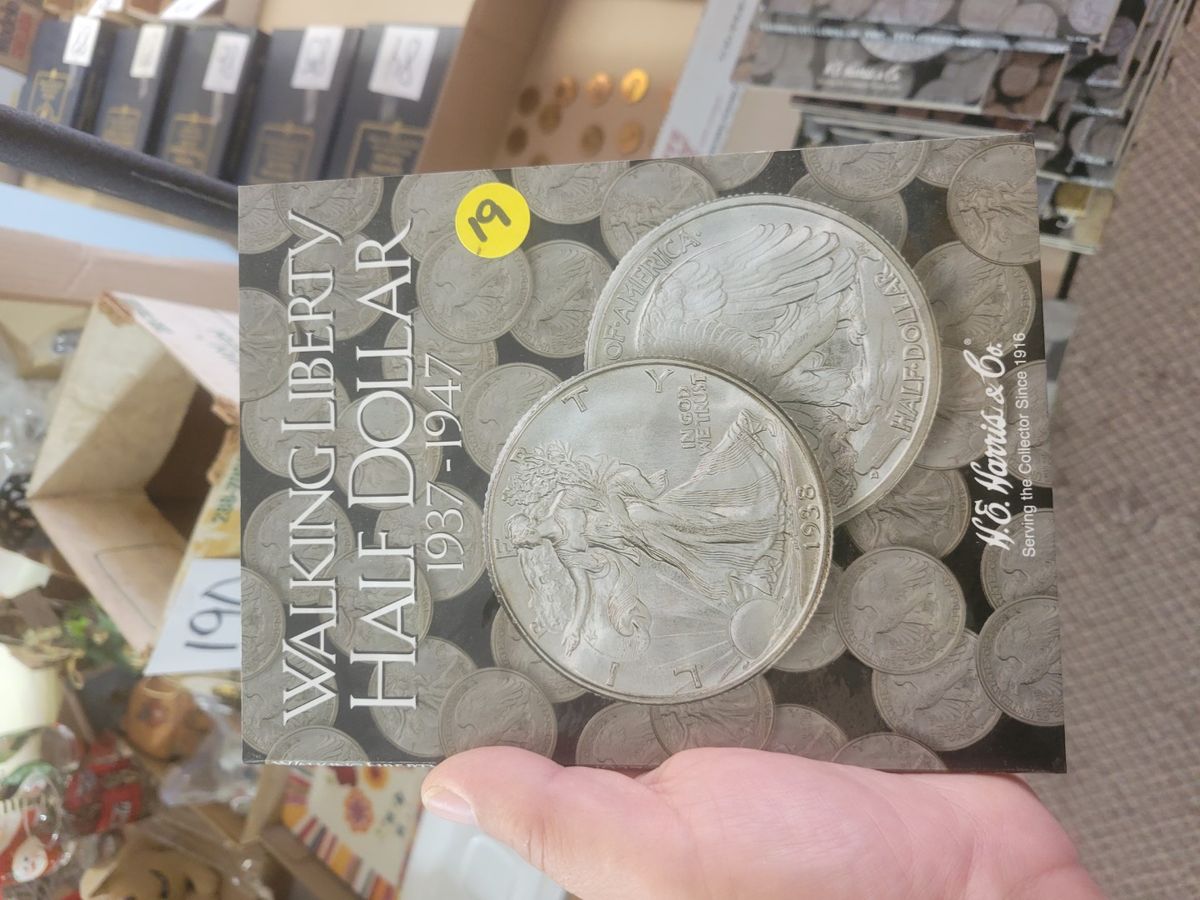 WALKING LIBERTY
HALF DOLLAR
1937 - 1947
19
OF·AMERICA·
HALF·DOLLAR
L I T Y
IN GOD
WE TRUST
1938
H.E. Harris & Co.®
Serving the Collector Since 1916
190